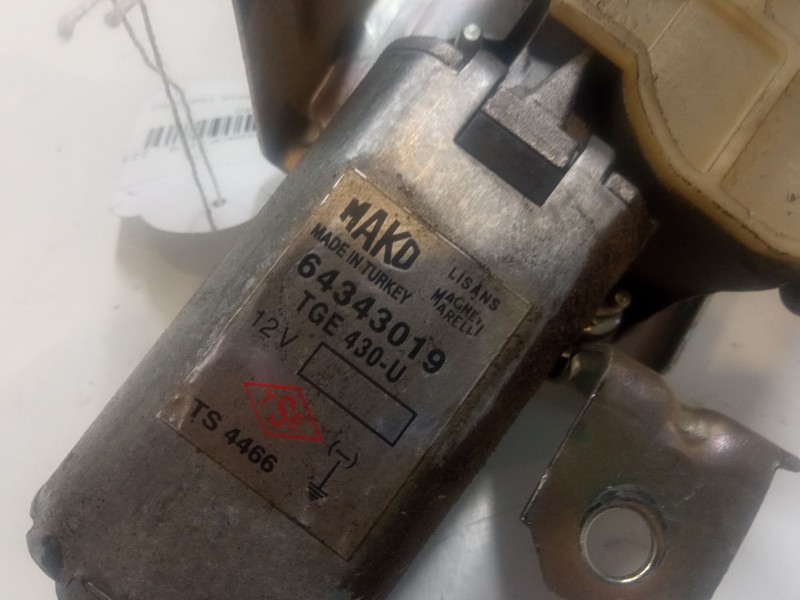 MAKO
MADE IN TURKEY
LISANS
MAGNETI
MARELLI
64343019
TGE 430-U
12V
TSE
TS 4466
(-)